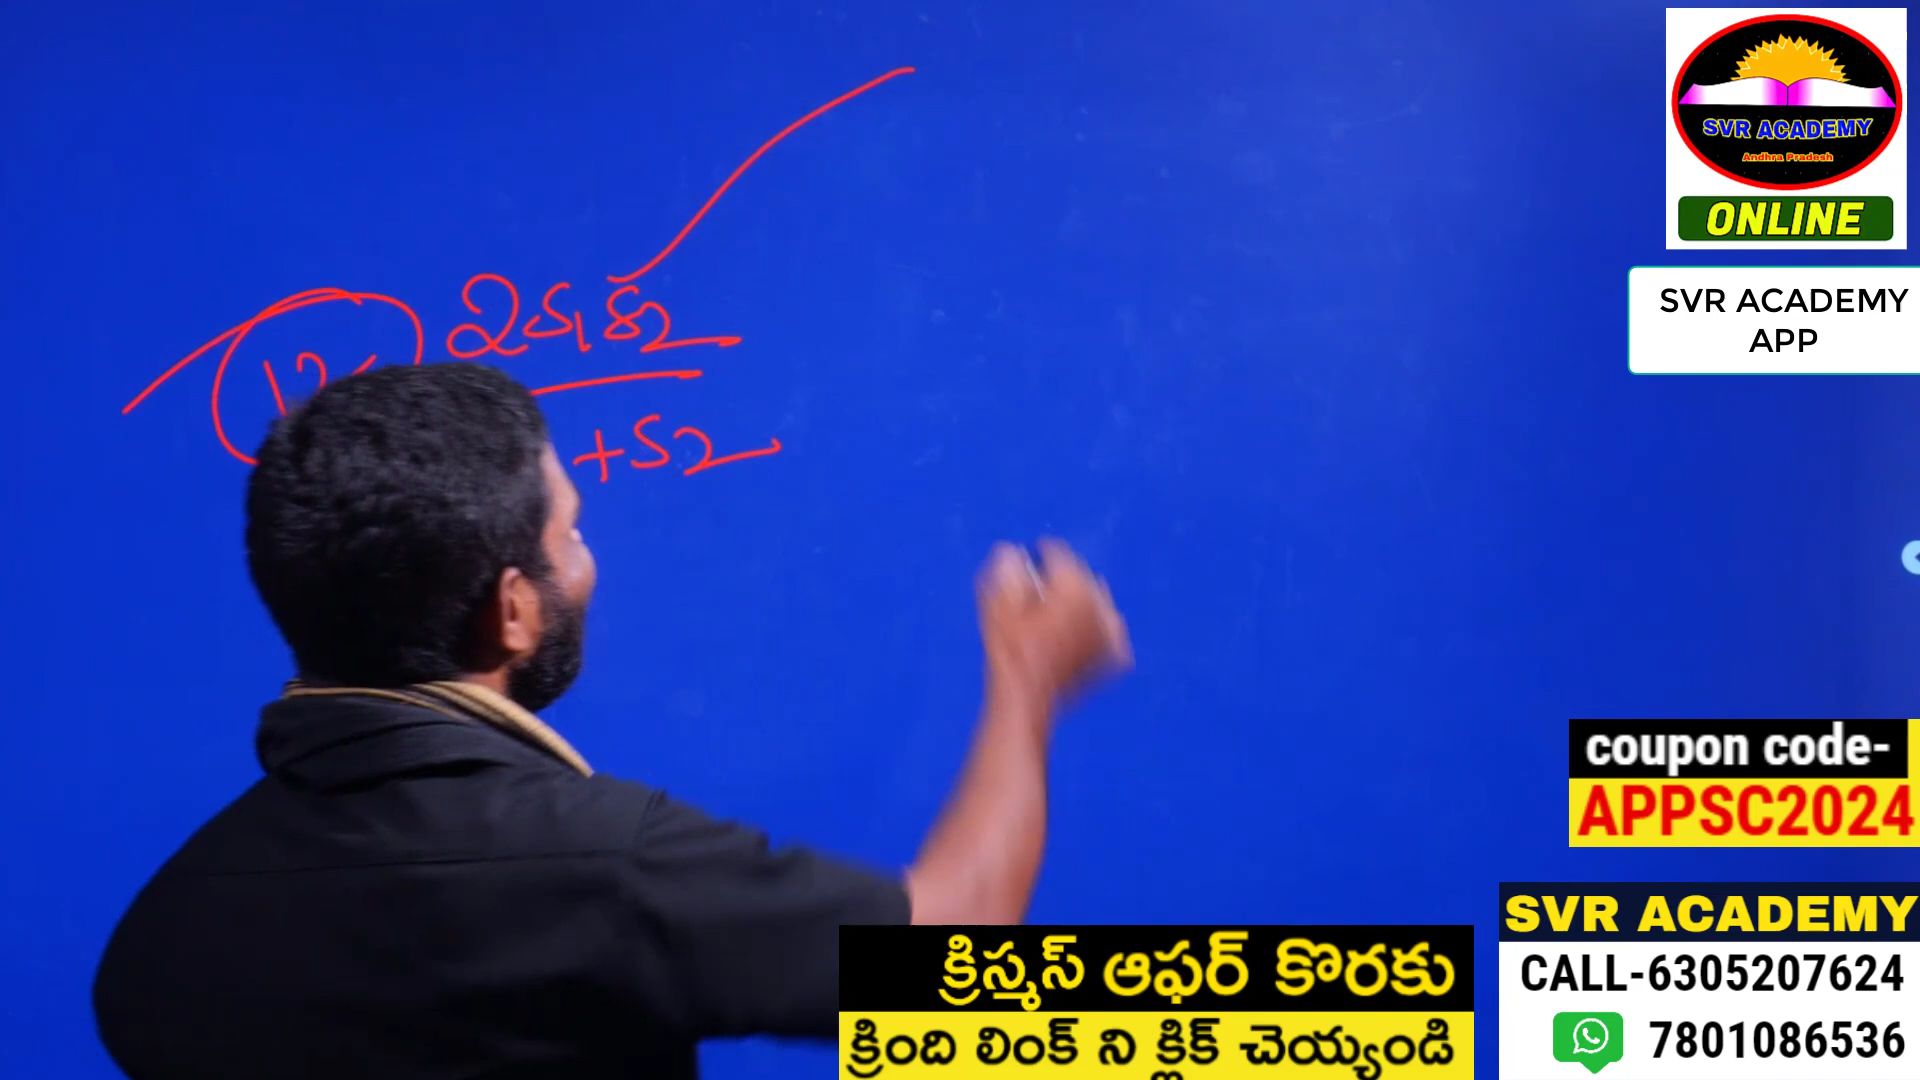 2S1S2
+S2
SVR ACADEMY
Andhra Pradesh
ONLINE
SVR ACADEMY
APP
coupon code-
APPSC2024
SVR ACADEMY
CALL-6305207624
7801086536
క్రిస్మస్ ఆఫర్ కొరకు
క్రింది లింక్ ని క్లిక్ చెయ్యండి